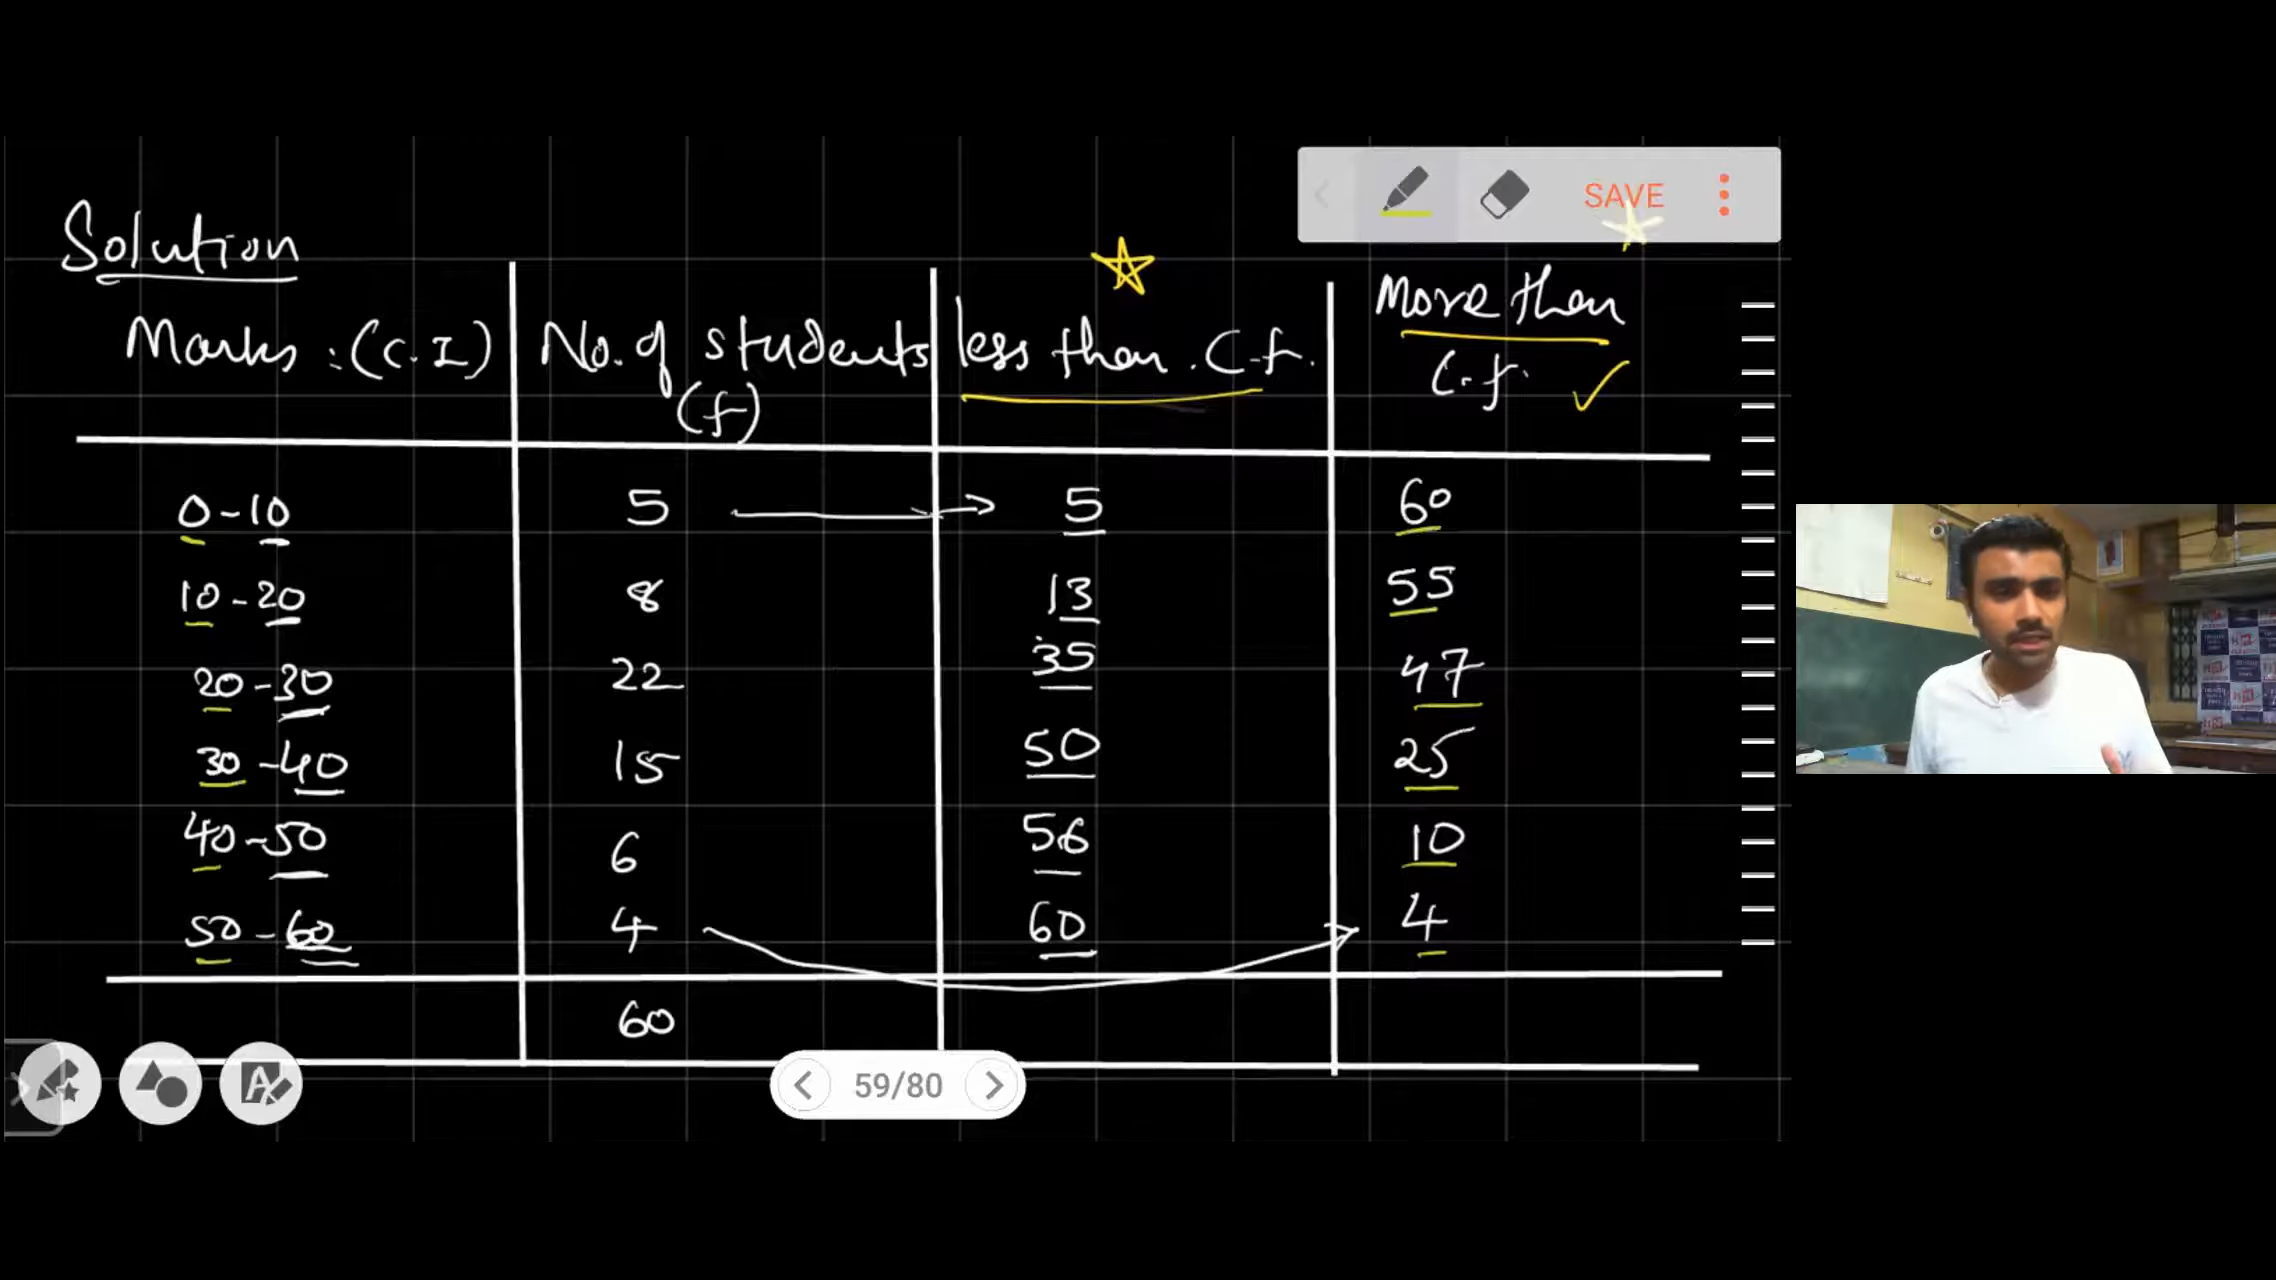 SAVE
Solution
Marks :(C.I) No. of students (f) less than . C.f. More than C.f.
0-10 5 5 60
10-20 8 13 55
20-30 22 35 47
30-40 15 50 25
40-50 6 56 10
50-60 4 60 4
60
59/80